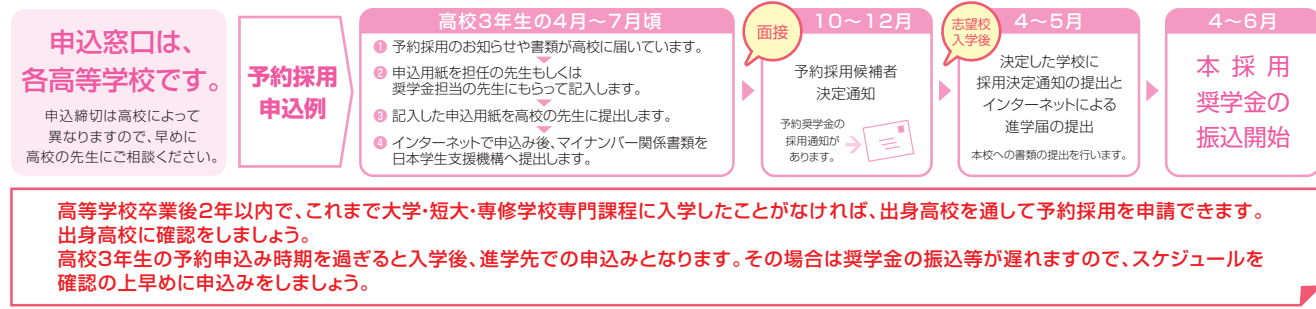 申込窓口は、
各高等学校です。
申込締切は高校によって
異なりますので、早めに
高校の先生にご相談ください。
予約採用
申込例
高校3年生の4月〜7月頃
❶ 予約採用のお知らせや書類が高校に届いています。
❷ 申込用紙を担任の先生もしくは
奨学金担当の先生にもらって記入します。
❸ 記入した申込用紙を高校の先生に提出します。
❹ インターネットで申込み後、マイナンバー関係書類を
日本学生支援機構へ提出します。
面接
10〜12月
予約採用候補者
決定通知
予約奨学金の
採用通知が
あります。
志望校
入学後
4〜5月
決定した学校に
採用決定通知の提出と
インターネットによる
進学届の提出
本校への書類の提出を行います。
4〜6月
本採用
奨学金の
振込開始
高等学校卒業後2年以内で、これまで大学・短大・専修学校専門課程に入学したことがなければ、出身高校を通して予約採用を申請できます。
出身高校に確認をしましょう。
高校3年生の予約申込み時期を過ぎると入学後、進学先での申込みとなります。その場合は奨学金の振込等が遅れますので、スケジュールを
確認の上早めに申込みをしましょう。